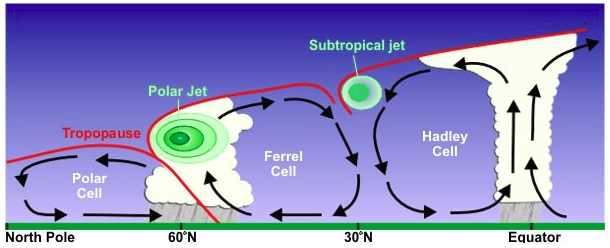 Subtropical jet
Polar Jet
Tropopause
Polar
Cell
Ferrel
Cell
Hadley
Cell
North Pole
60°N
30°N
Equator